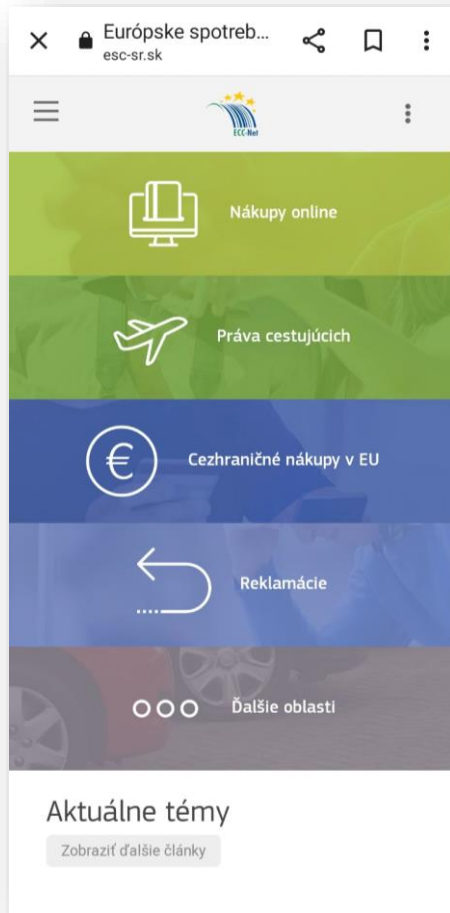 Európske spotreb...
esc-sr.sk
ECC-Net
Nákupy online
Práva cestujúcich
€
Cezhraničné nákupy v EU
Reklamácie
Ďalšie oblasti
Aktuálne témy
Zobraziť ďalšie články